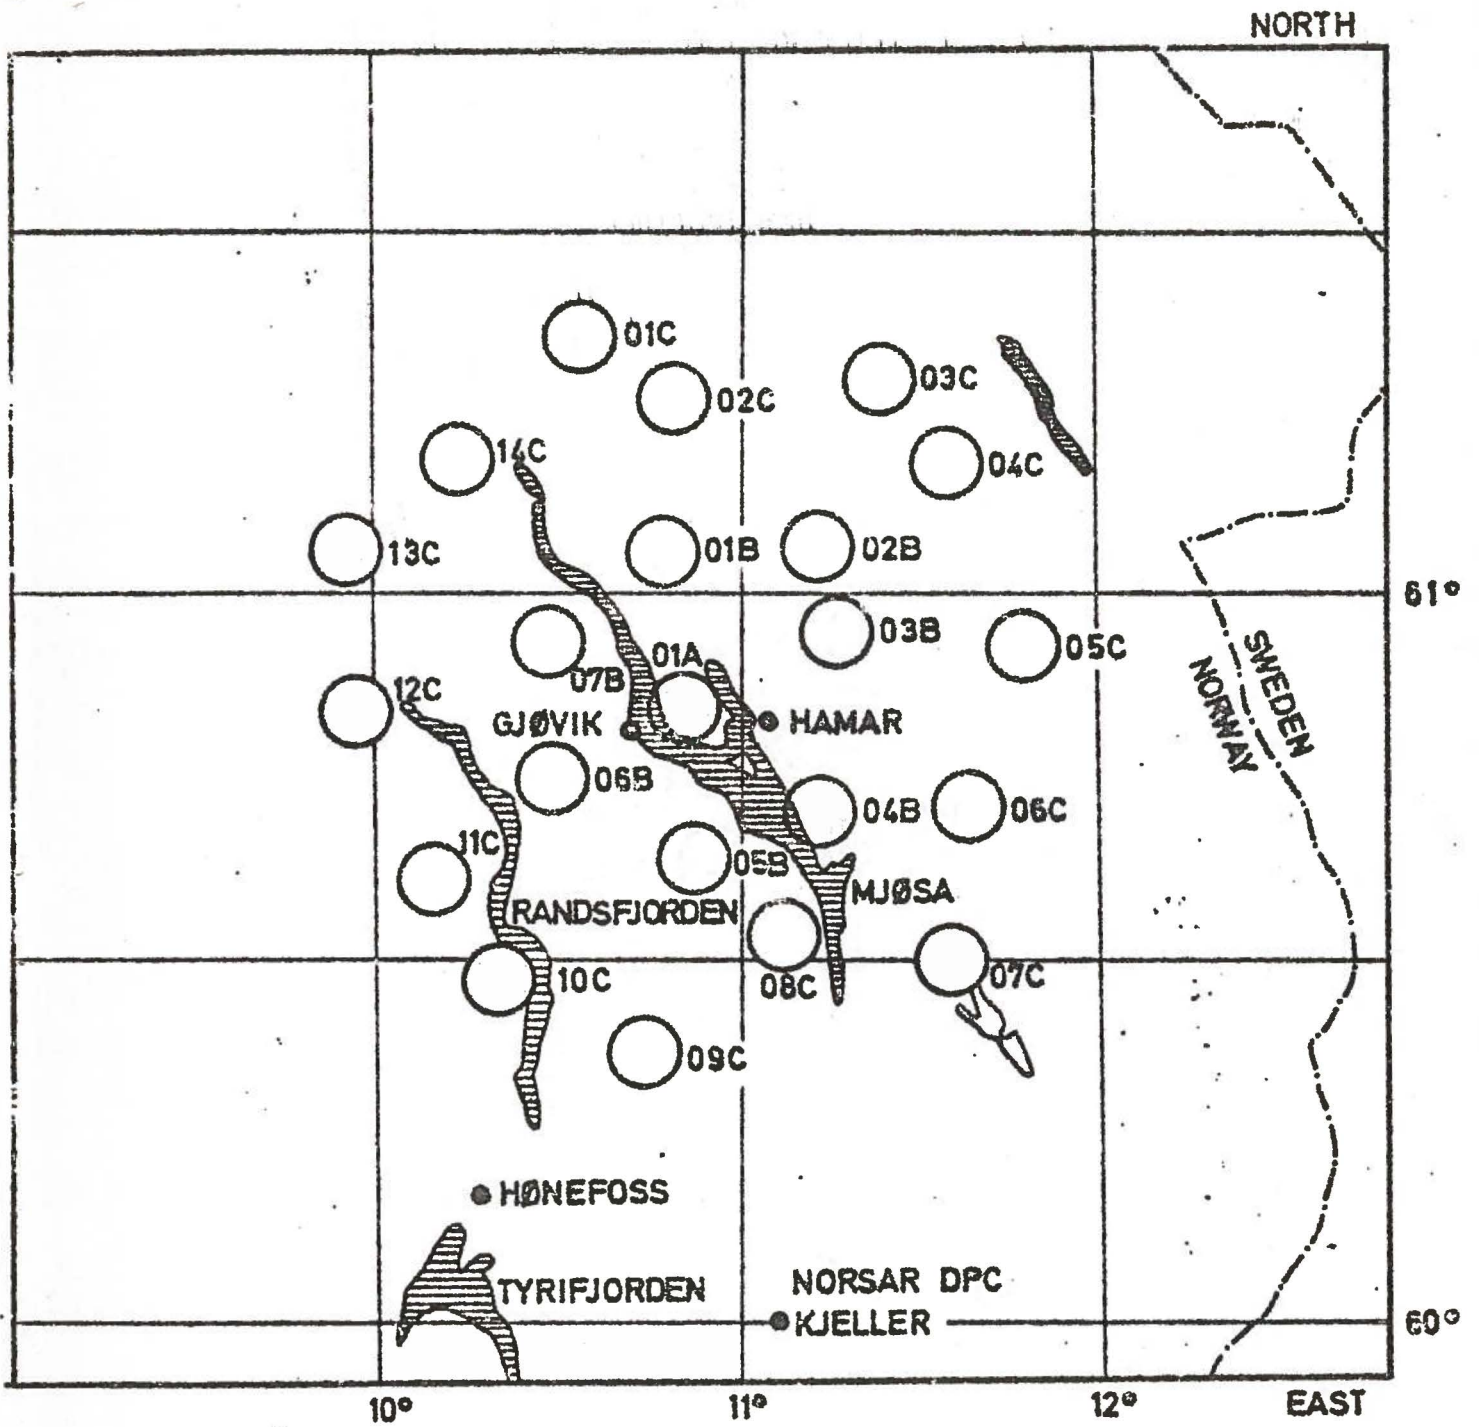 NORTH
01C
03C
02C
14C
04C
13C
01B
02B
61°
03B
05C
01A
07B
12C
SWEDEN
NORWAY
GJØVIK
HAMAR
06B
04B
06C
11C
05B
MJØSA
RANDSFJORDEN
10C
08C
07C
09C
HØNEFOSS
TYRIFJORDEN
NORSAR DPC
KJELLER
60°
10°
11°
12°
EAST